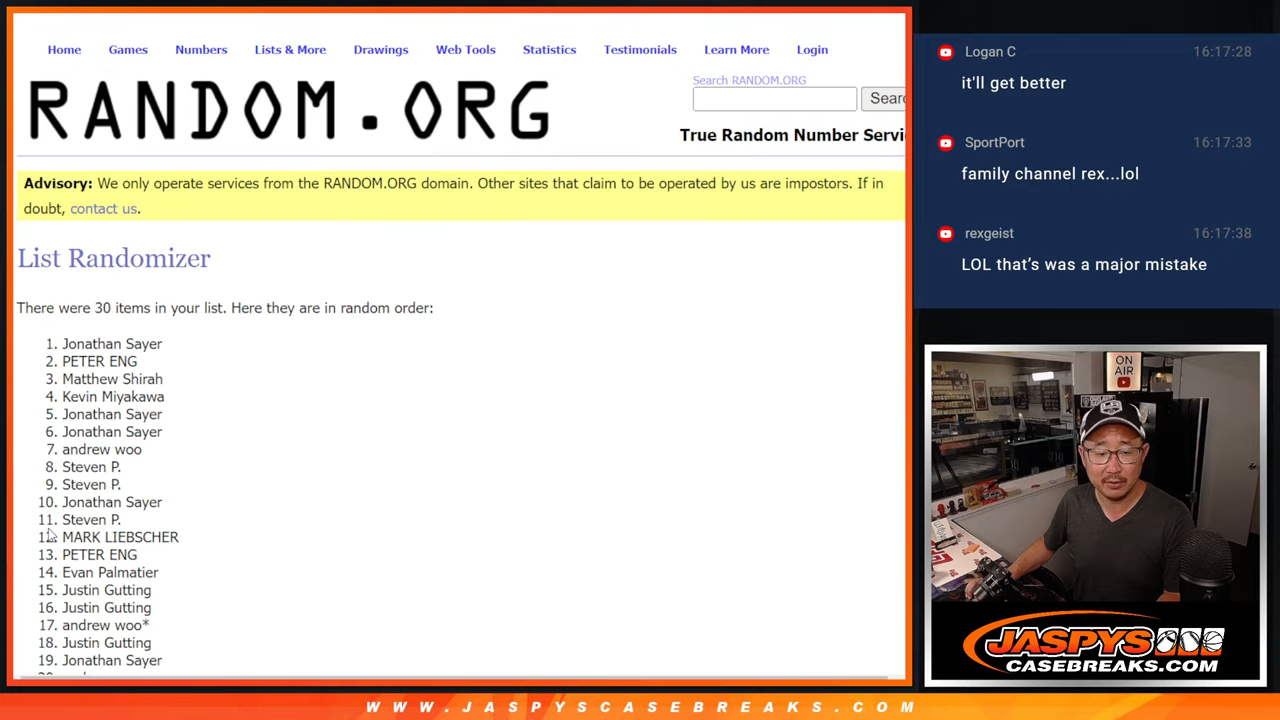 Home Games Numbers Lists & More Drawings Web Tools Statistics Testimonials Learn More Login
RANDOM.ORG
Search RANDOM.ORG
Sear
True Random Number Servi
Advisory: We only operate services from the RANDOM.ORG domain. Other sites that claim to be operated by us are impostors. If in
doubt, contact us.
List Randomizer
There were 30 items in your list. Here they are in random order:
1. Jonathan Sayer
2. PETER ENG
3. Matthew Shirah
4. Kevin Miyakawa
5. Jonathan Sayer
6. Jonathan Sayer
7. andrew woo
8. Steven P.
9. Steven P.
10. Jonathan Sayer
11. Steven P.
12. MARK LIEBSCHER
13. PETER ENG
14. Evan Palmatier
15. Justin Gutting
16. Justin Gutting
17. andrew woo*
18. Justin Gutting
19. Jonathan Sayer
Logan C 16:17:28
it'll get better
SportPort 16:17:33
family channel rex...lol
rexgeist 16:17:38
LOL that's was a major mistake
ON
AIR
JASPYS
CASEBREAKS.COM
WWW.JASPYSCASEBREAKS.COM